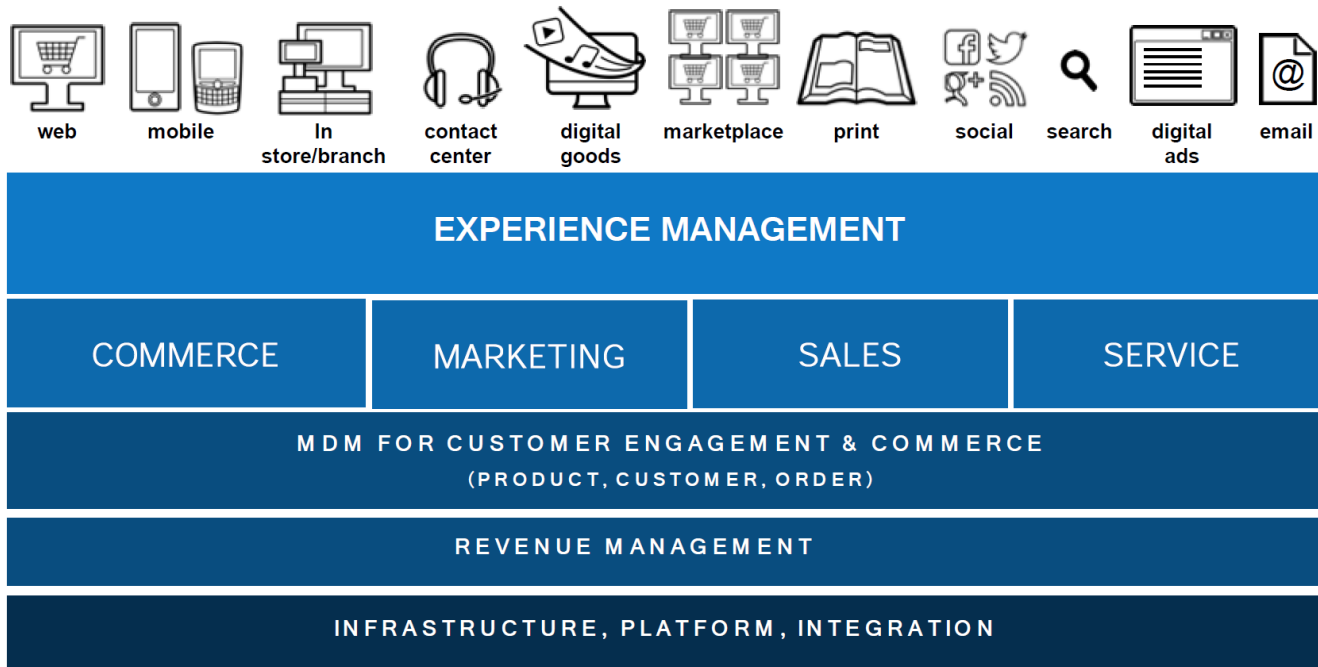 web
mobile
In
store/branch
contact
center
digital
goods
marketplace
print
social
search
digital
ads
email
EXPERIENCE MANAGEMENT
COMMERCE
MARKETING
SALES
SERVICE
MDM FOR CUSTOMER ENGAGEMENT & COMMERCE
(PRODUCT, CUSTOMER, ORDER)
REVENUE MANAGEMENT
INFRASTRUCTURE, PLATFORM, INTEGRATION